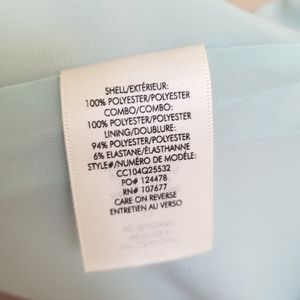 SHELL/EXTÉRIEUR:
100% POLYESTER/POLYESTER
COMBO/COMBO:
100% POLYESTER/POLYESTER
LINING/DOUBLURE:
94% POLYESTER/POLYESTER
6% ELASTANE/ÉLASTHANNE
STYLE#/NUMÉRO DE MODÈLE:
CC104Q25532
PO# 124478
RN# 107677
CARE ON REVERSE
ENTRETIEN AU VERSO